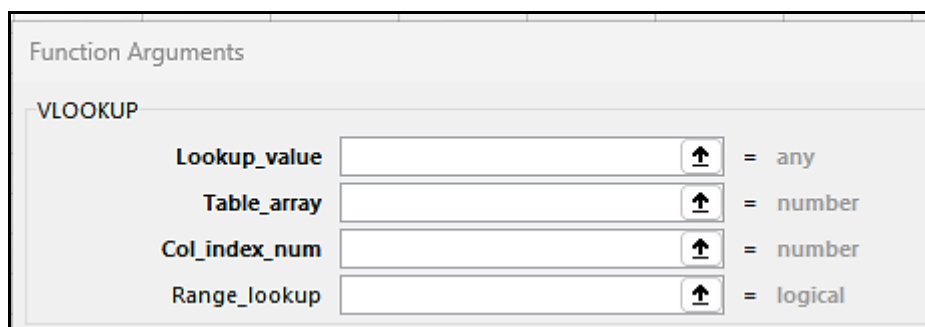 Function Arguments
VLOOKUP
Lookup_value = any
Table_array = number
Col_index_num = number
Range_lookup = logical